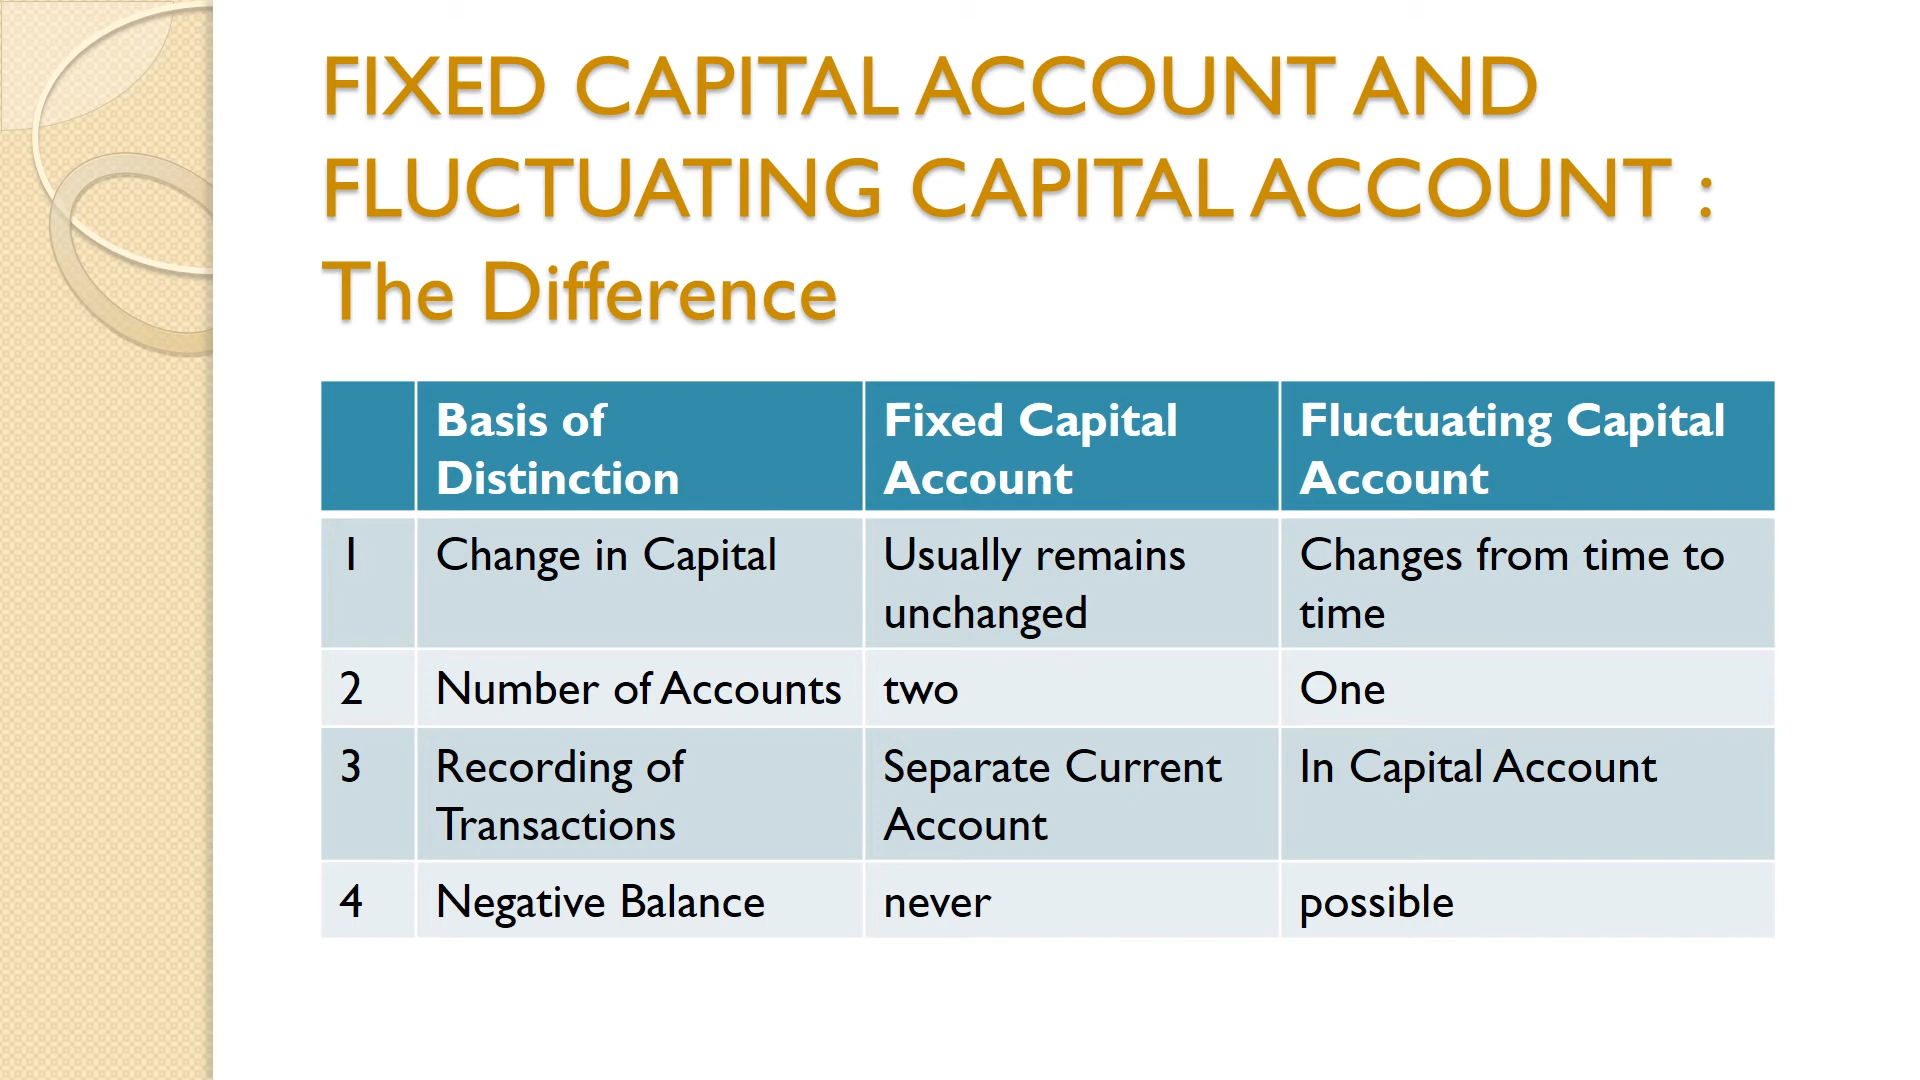 FIXED CAPITAL ACCOUNT AND
FLUCTUATING CAPITAL ACCOUNT :
The Difference
Basis of Distinction
Fixed Capital Account
Fluctuating Capital Account
1
Change in Capital
Usually remains unchanged
Changes from time to time
2
Number of Accounts
two
One
3
Recording of Transactions
Separate Current Account
In Capital Account
4
Negative Balance
never
possible